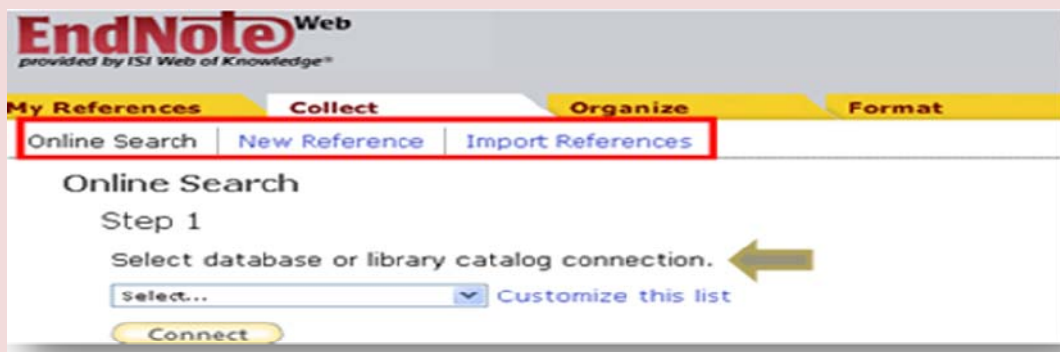 EndNote Web
provided by ISI Web of Knowledge®
My References Collect Organize Format
Online Search New Reference Import References
Online Search
Step 1
Select database or library catalog connection.
Select... Customize this list
Connect